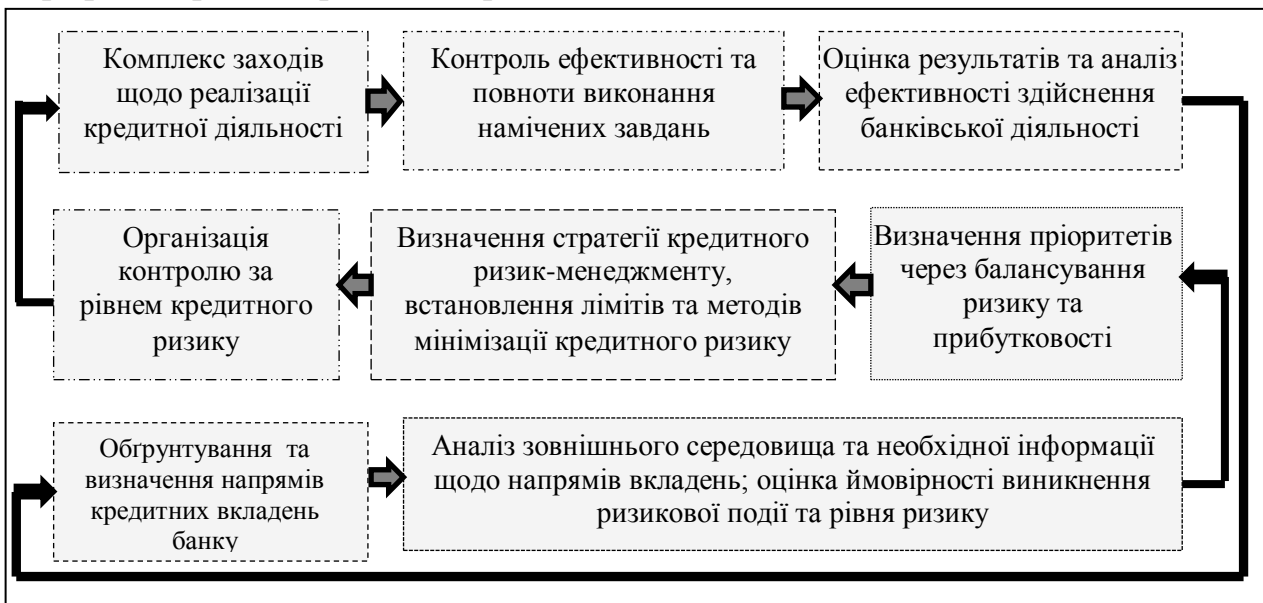 Комплекс заходів
щодо реалізації
кредитної діяльності
Контроль ефективності та
повноти виконання
намічених завдань
Оцінка результатів та аналіз
ефективності здійснення
банківської діяльності
Організація
контролю за
рівнем кредитного
ризику
Визначення стратегії кредитного
ризик-менеджменту,
встановлення лімітів та методів
мінімізації кредитного ризику
Визначення пріоритетів
через балансування
ризику та
прибутковості
Обґрунтування та
визначення напрямів
кредитних вкладень
банку
Аналіз зовнішнього середовища та необхідної інформації
щодо напрямів вкладень; оцінка ймовірності виникнення
ризикової події та рівня ризику